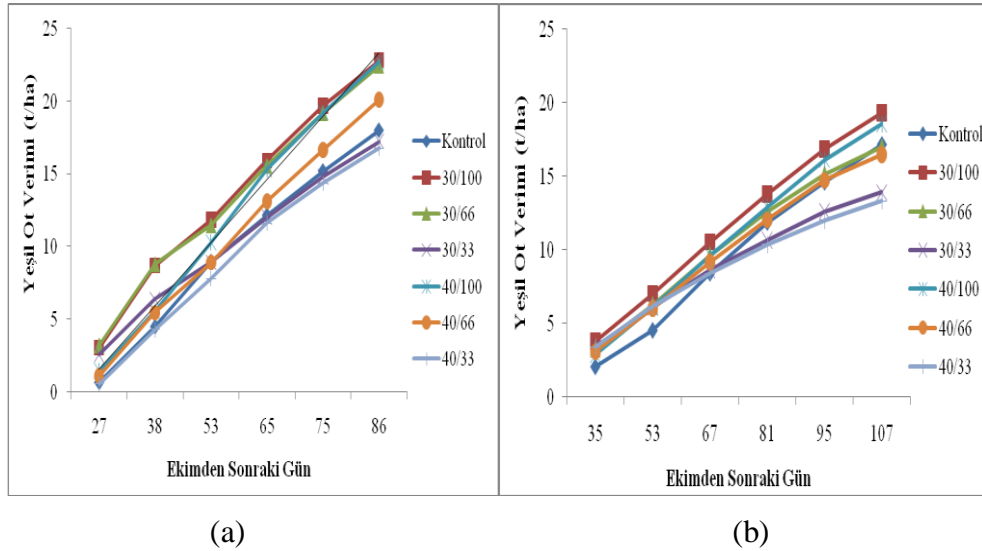 25
20
15
10
5
0
Yeşil Ot Verimi (t/ha)
27 38 53 65 75 86
Ekimden Sonraki Gün
Kontrol
30/100
30/66
30/33
40/100
40/66
40/33
(a)
25
20
15
10
5
0
Yeşil Ot Verimi (t/ha)
35 53 67 81 95 107
Ekimden Sonraki Gün
Kontrol
30/100
30/66
30/33
40/100
40/66
40/33
(b)